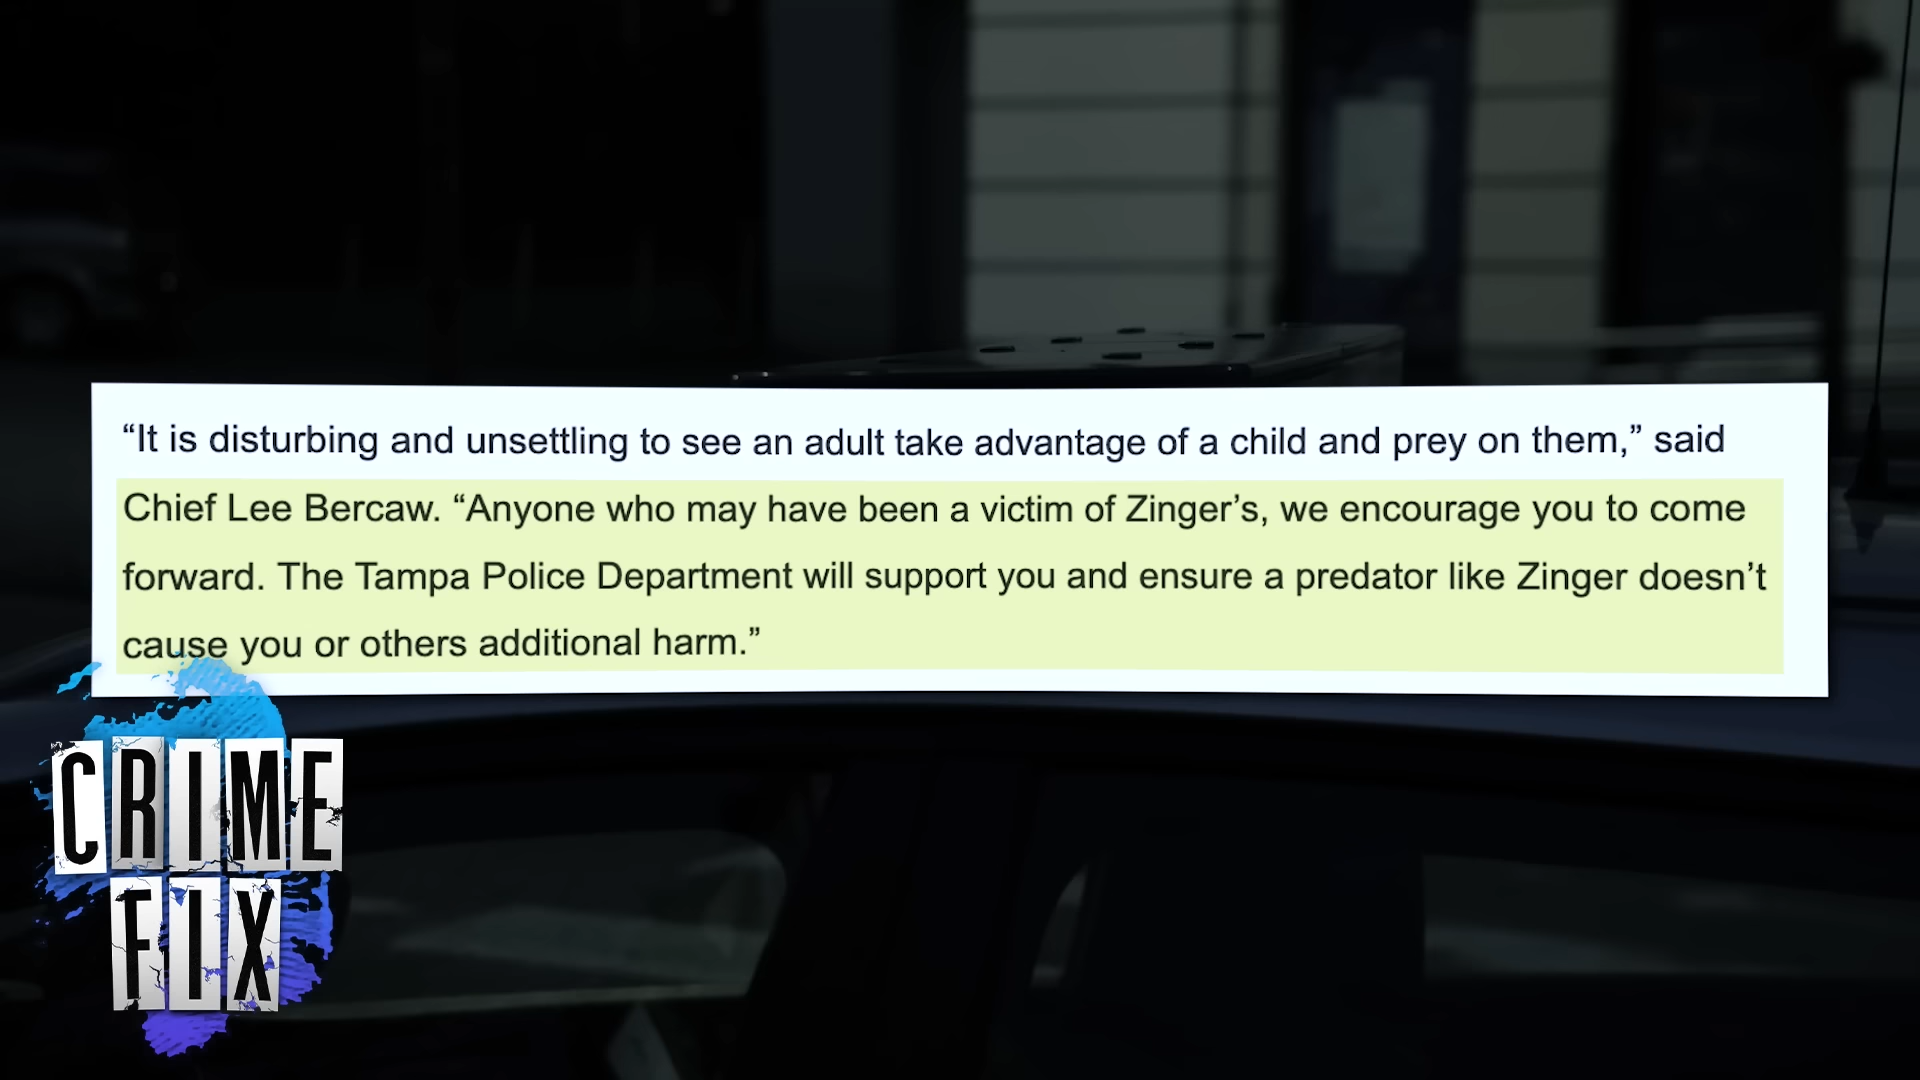 “It is disturbing and unsettling to see an adult take advantage of a child and prey on them,” said
Chief Lee Bercaw. “Anyone who may have been a victim of Zinger’s, we encourage you to come
forward. The Tampa Police Department will support you and ensure a predator like Zinger doesn’t
cause you or others additional harm.”
CRIME
FIX